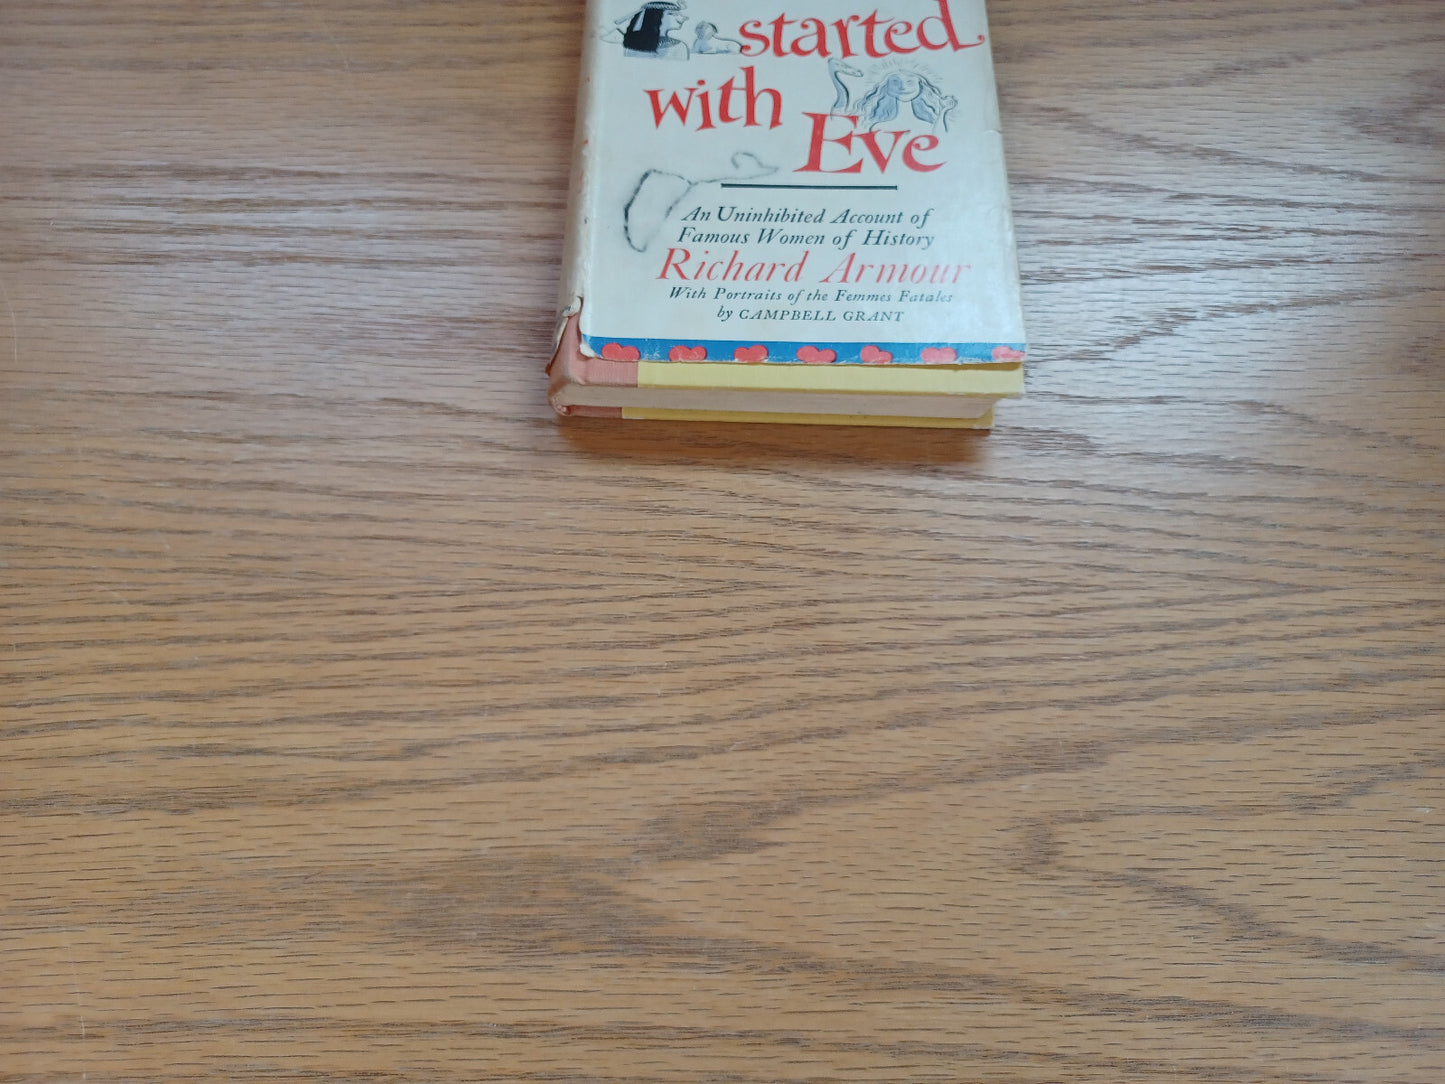 started
with
Eve
An Uninhibited Account of
Famous Women of History
Richard Armour
With Portraits of the Femmes Fatales
by CAMPBELL GRANT